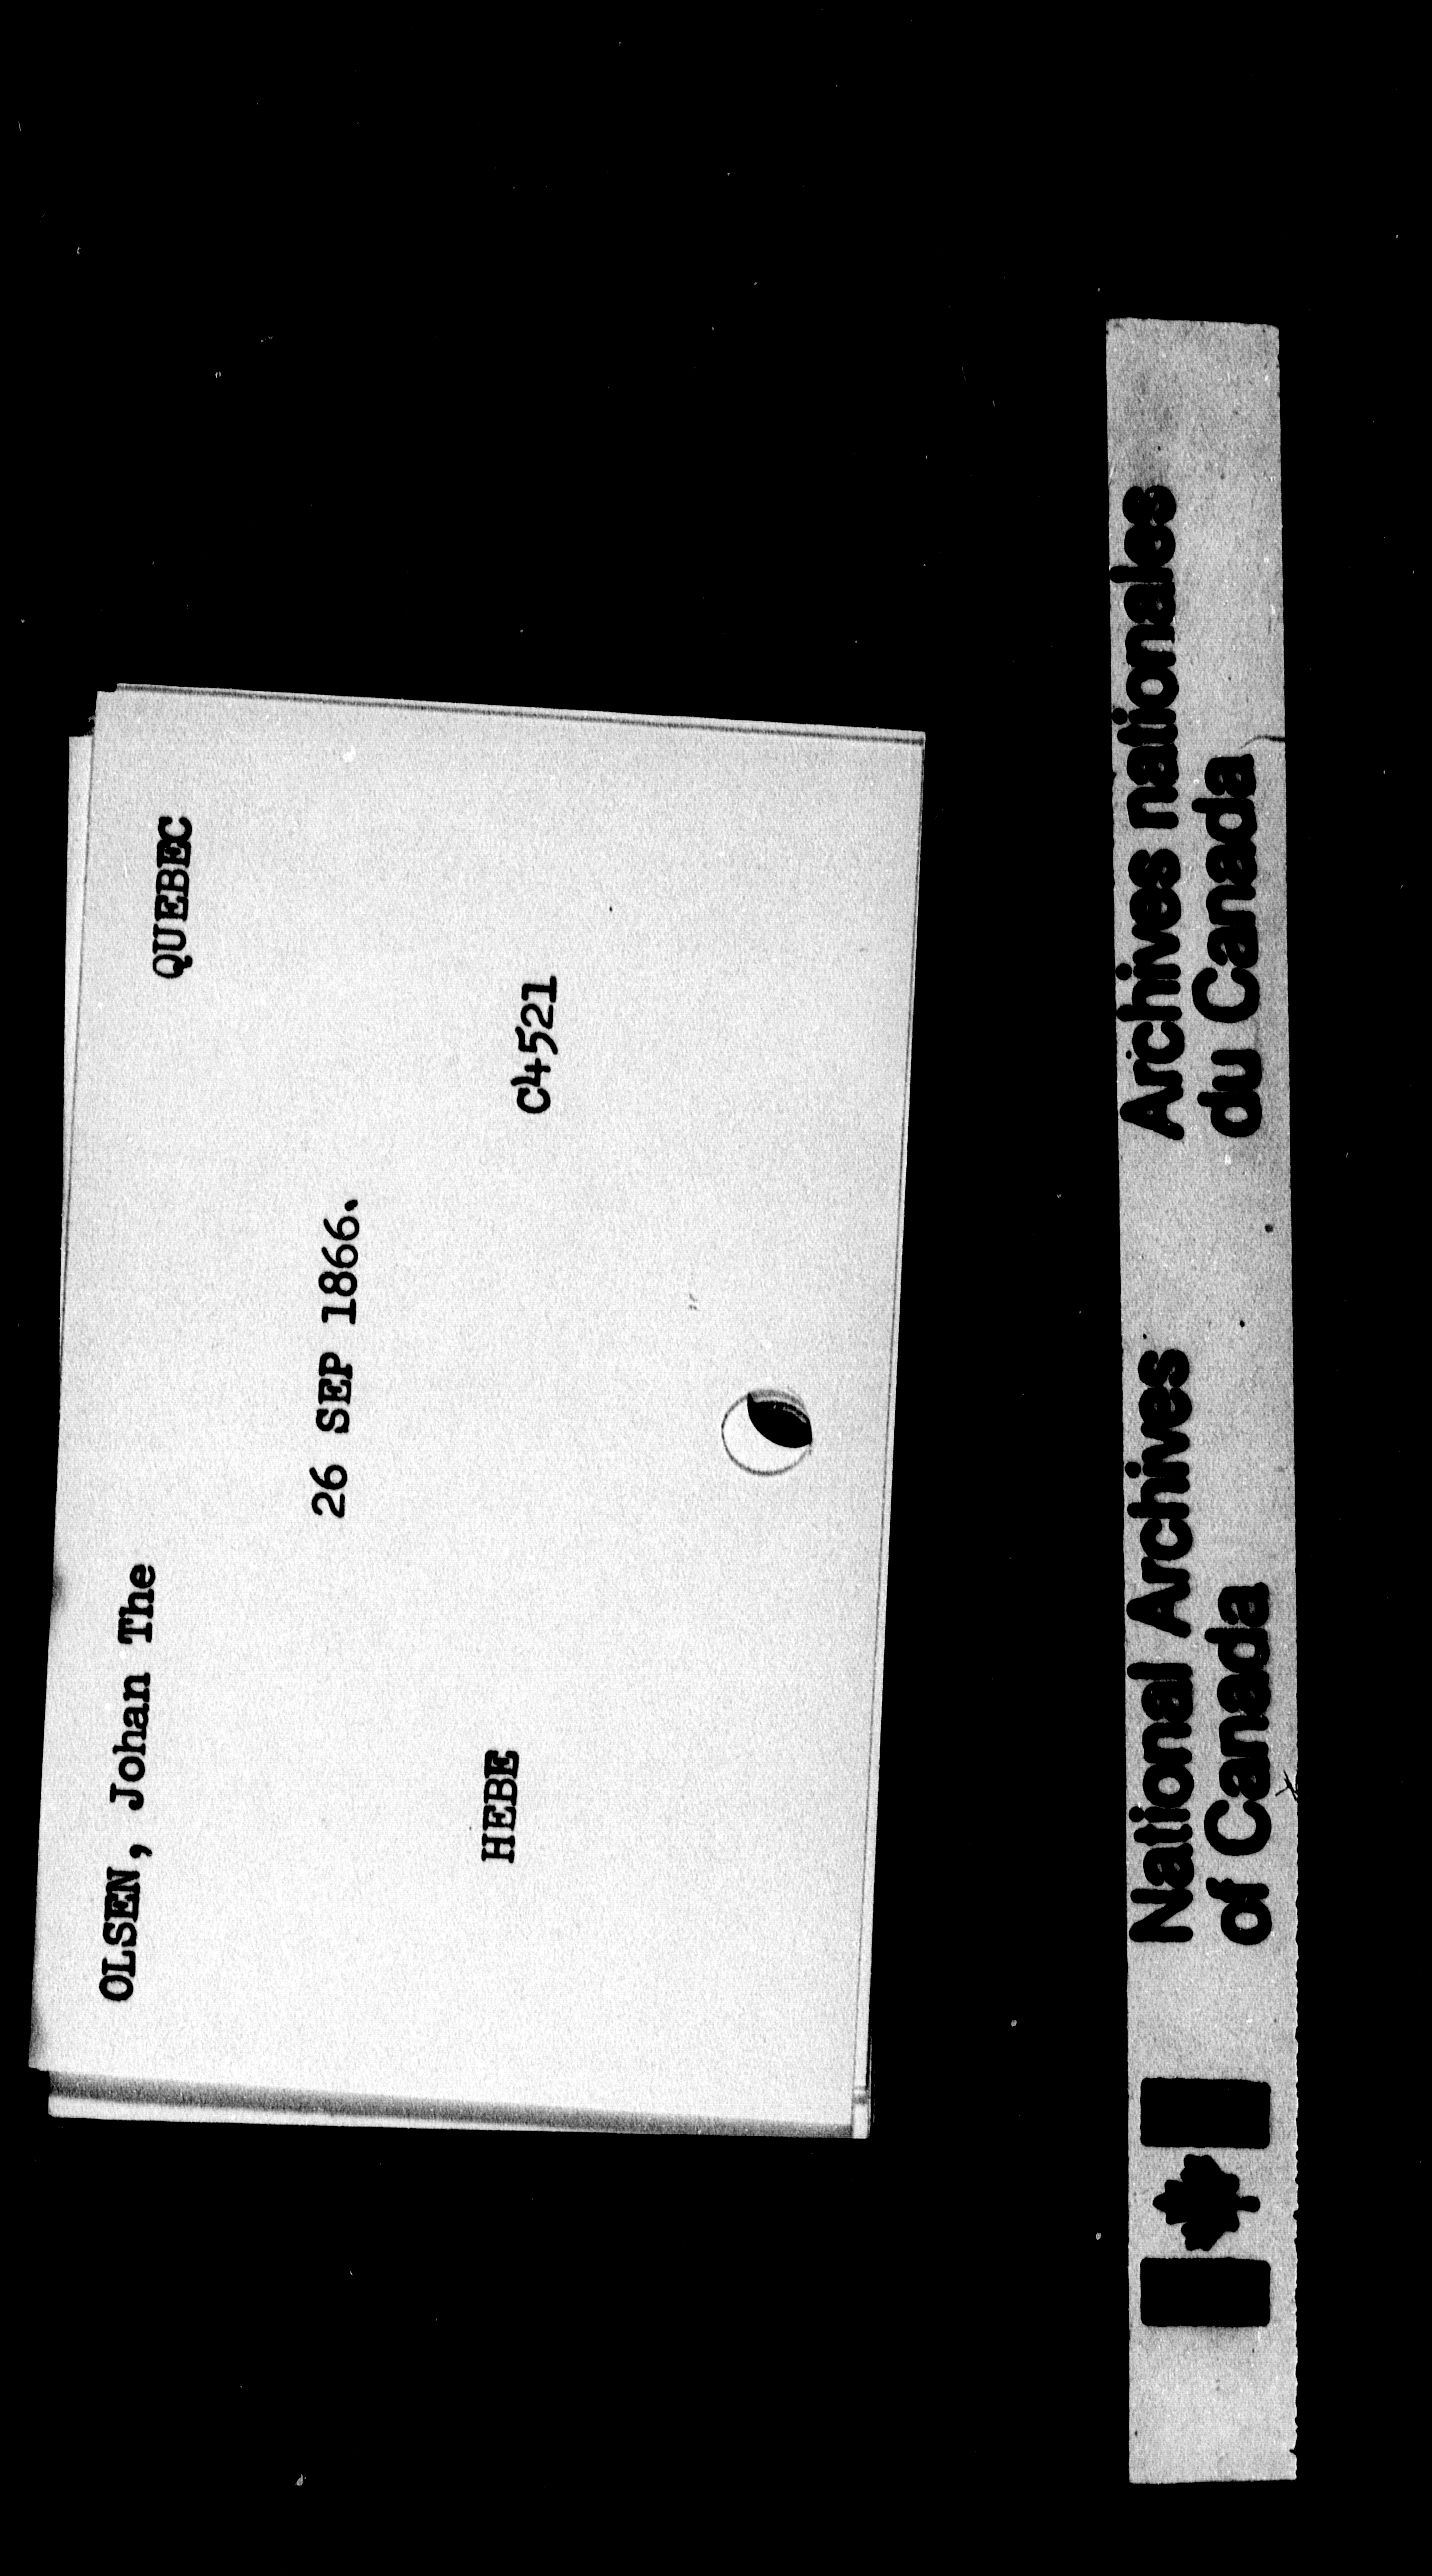 OLSEN, Johan The QUEBEC
26 SEP 1866.
HEBE C4521
National Archives
of Canada
Archives nationales
du Canada